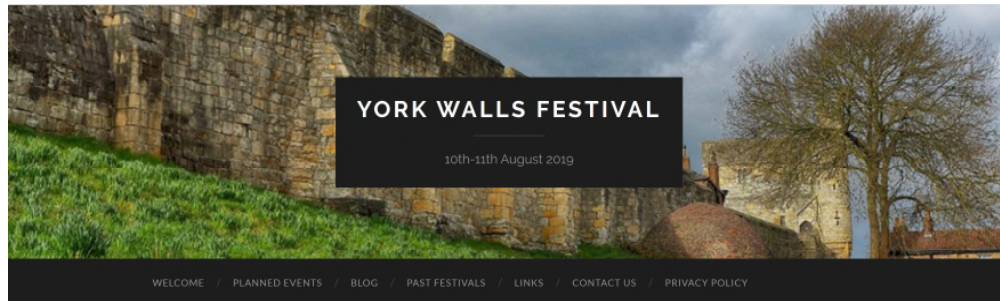 YORK WALLS FESTIVAL
10th-11th August 2019
WELCOME / PLANNED EVENTS / BLOG / PAST FESTIVALS / LINKS / CONTACT US / PRIVACY POLICY